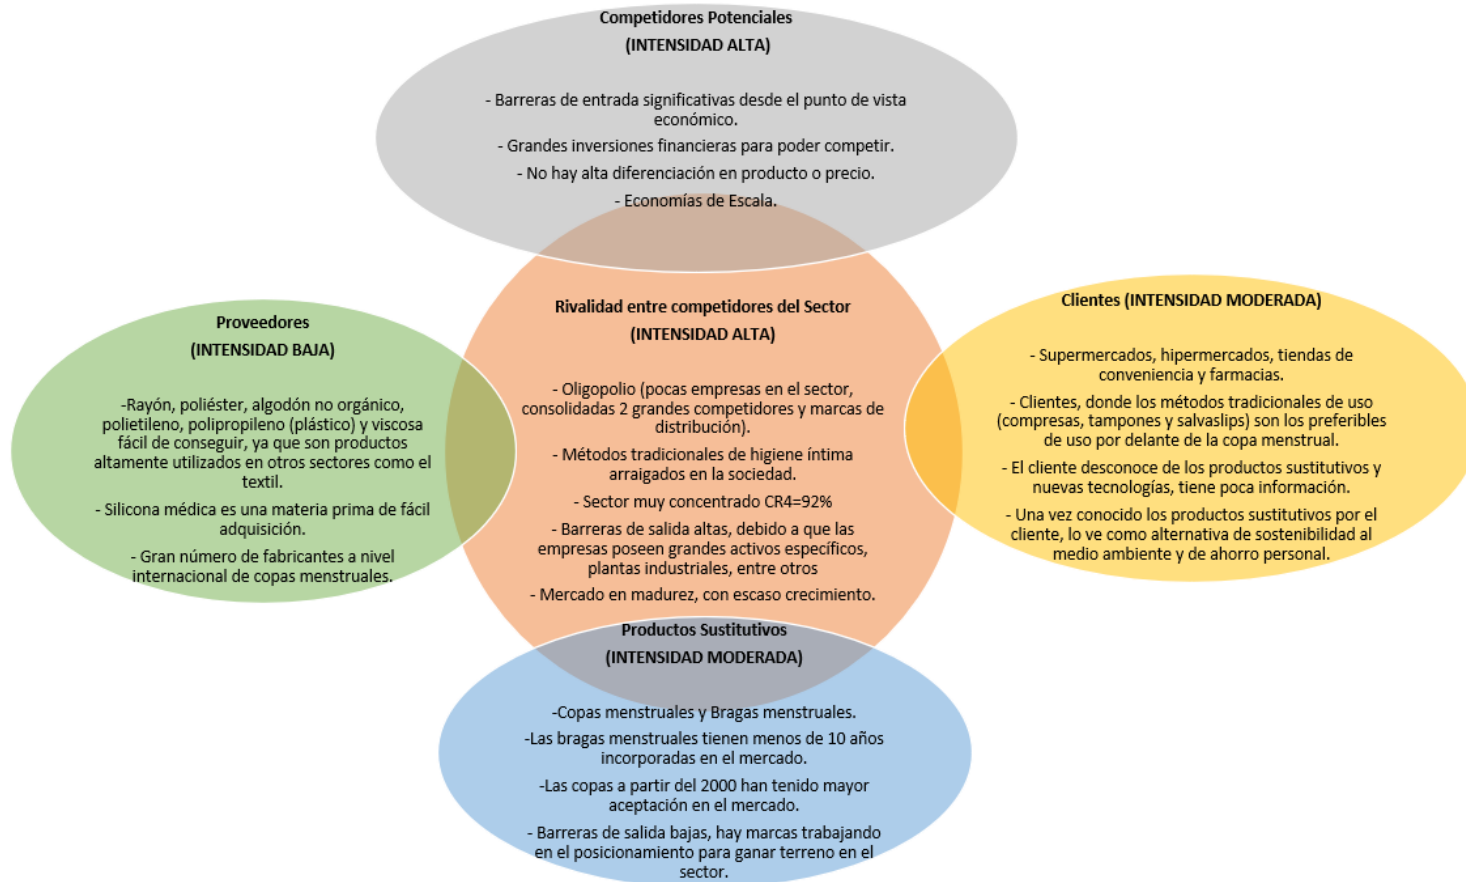 Competidores Potenciales
(INTENSIDAD ALTA)
- Barreras de entrada significativas desde el punto de vista
económico.
- Grandes inversiones financieras para poder competir.
- No hay alta diferenciación en producto o precio.
- Economías de Escala.
Proveedores
(INTENSIDAD BAJA)
-Rayón, poliéster, algodón no orgánico,
polietileno, polipropileno (plástico) y viscosa
fácil de conseguir, ya que son productos
altamente utilizados en otros sectores como el
textil.
- Silicona médica es una materia prima de fácil
adquisición.
- Gran número de fabricantes a nivel
internacional de copas menstruales.
Rivalidad entre competidores del Sector
(INTENSIDAD ALTA)
- Oligopolio (pocas empresas en el sector,
consolidadas 2 grandes competidores y marcas de
distribución).
- Métodos tradicionales de higiene íntima
arraigados en la sociedad.
- Sector muy concentrado CR4=92%
- Barreras de salida altas, debido a que las
empresas poseen grandes activos específicos,
plantas industriales, entre otros
- Mercado en madurez, con escaso crecimiento.
Clientes (INTENSIDAD MODERADA)
- Supermercados, hipermercados, tiendas de
conveniencia y farmacias.
- Clientes, donde los métodos tradicionales de uso
(compresas, tampones y salvaslips) son los preferibles
de uso por delante de la copa menstrual.
- El cliente desconoce de los productos sustitutivos y
nuevas tecnologías, tiene poca información.
- Una vez conocido los productos sustitutivos por el
cliente, lo ve como alternativa de sostenibilidad al
medio ambiente y de ahorro personal.
Productos Sustitutivos
(INTENSIDAD MODERADA)
-Copas menstruales y Bragas menstruales.
-Las bragas menstruales tienen menos de 10 años
incorporadas en el mercado.
-Las copas a partir del 2000 han tenido mayor
aceptación en el mercado.
- Barreras de salida bajas, hay marcas trabajando
en el posicionamiento para ganar terreno en el
sector.